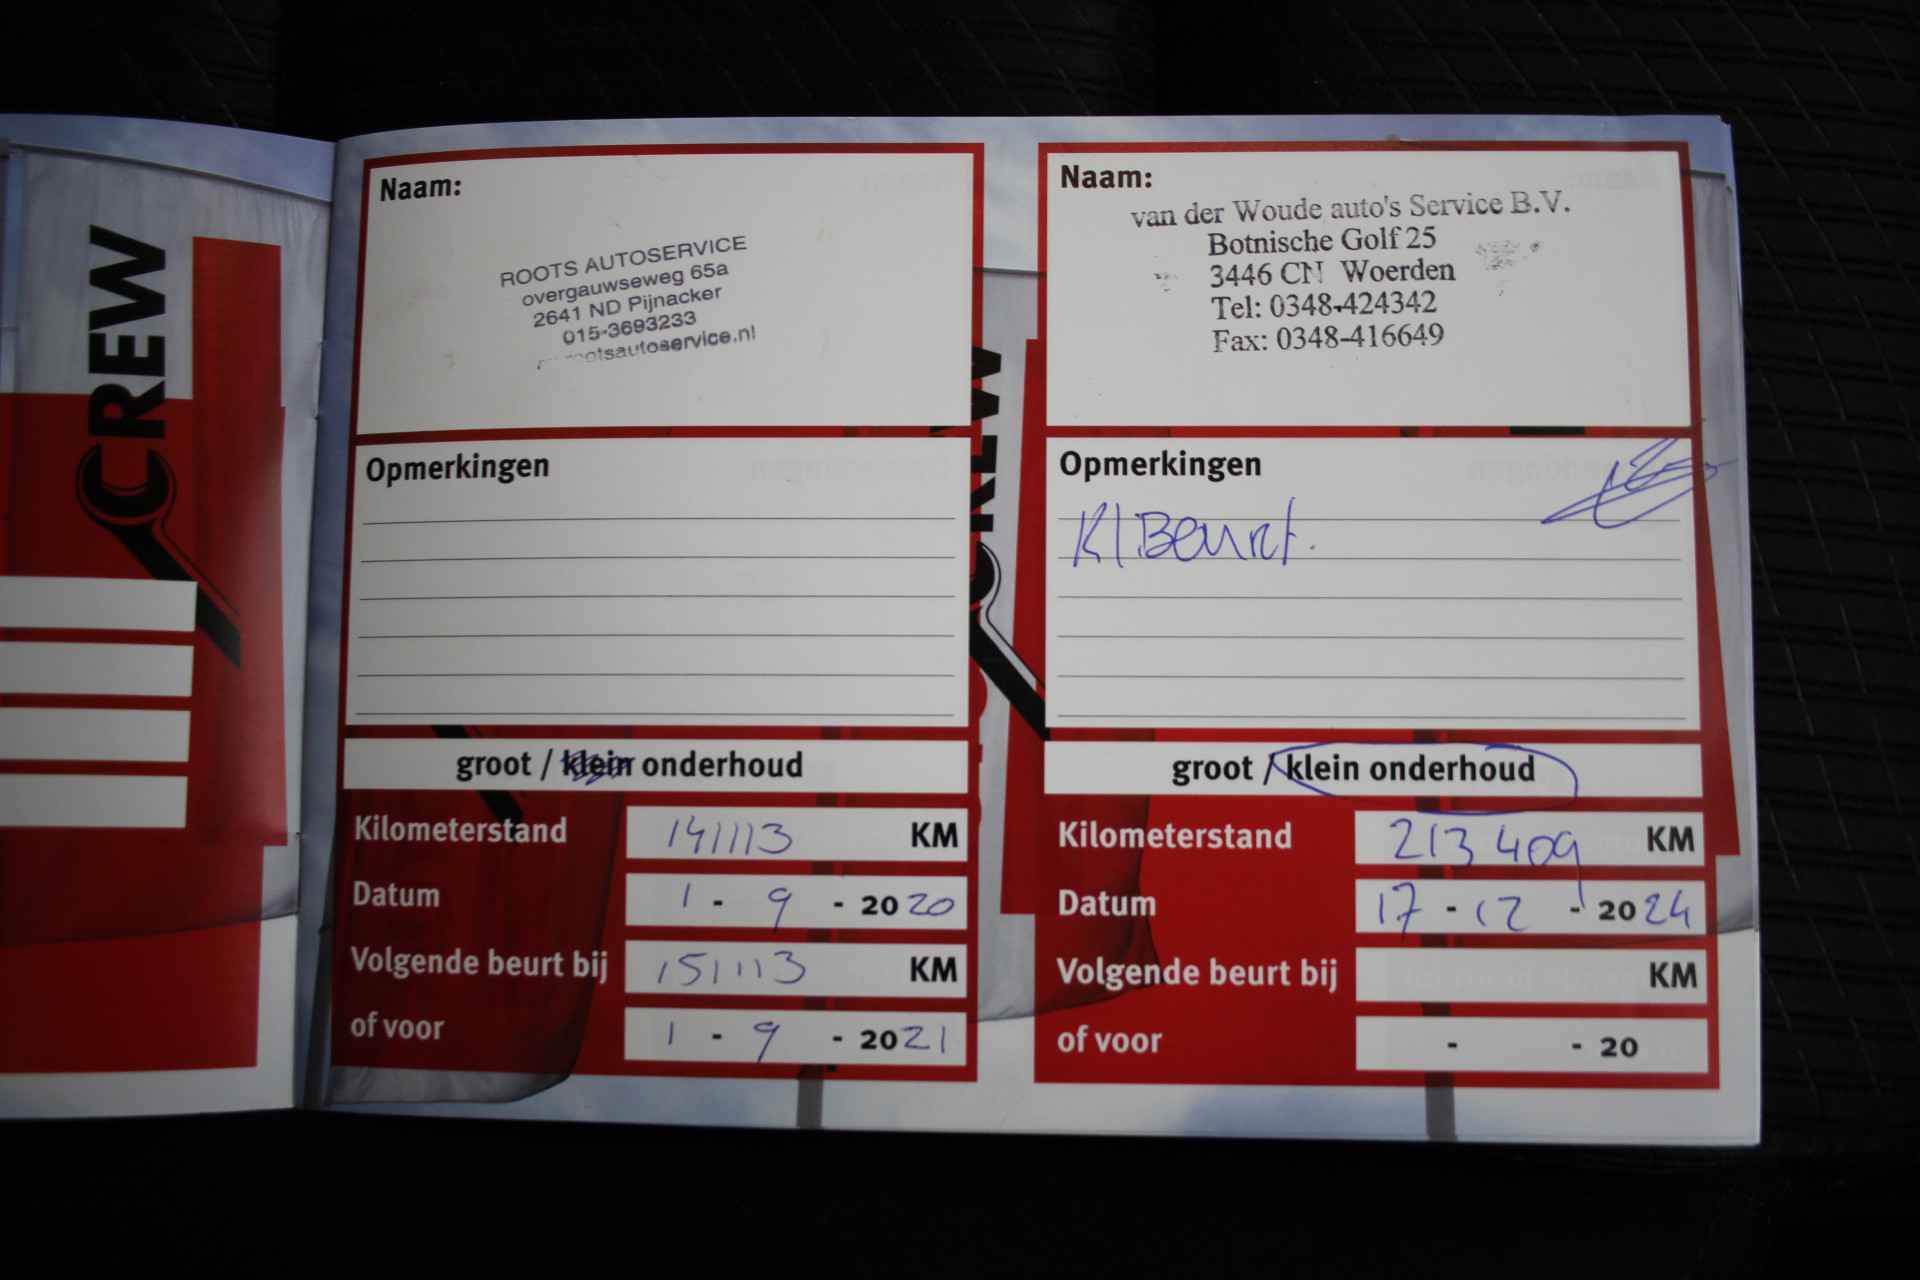 CREW
Naam:
ROOTS AUTOSERVICE
overgauwseweg 65a
2641 ND Pijnacker
015-3693233
Opmerkingen
groot / klein onderhoud
Kilometerstand 141113 KM
Datum 1 - 9 - 2020
Volgende beurt bij 151113 KM
of voor 1 - 9 - 2021
Naam:
van der Woude auto's Service B.V.
Botnische Golf 25
3446 CN Woerden
Tel: 0348-424342
Fax: 0348-416649
Opmerkingen
Kl Beurt.
groot / klein onderhoud
Kilometerstand 213409 KM
Datum 17 - 12 - 2024
Volgende beurt bij KM
of voor - - 20